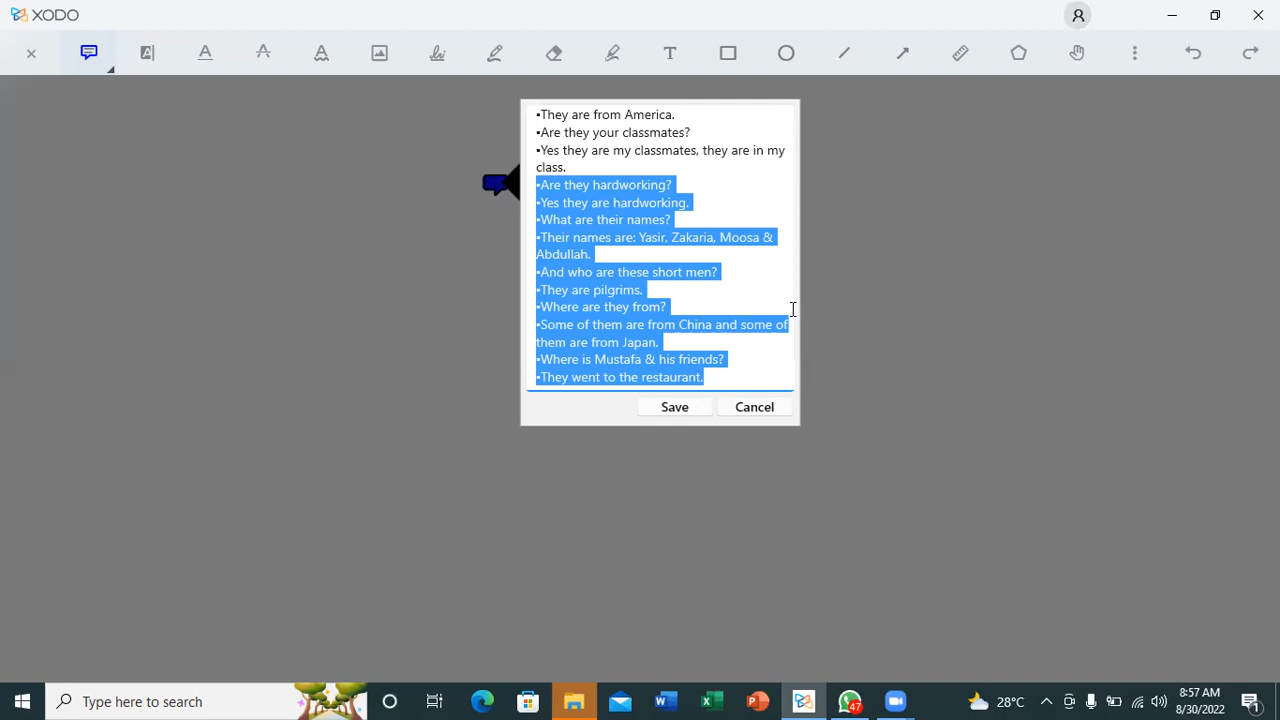 XODO
▪They are from America.
▪Are they your classmates?
▪Yes they are my classmates, they are in my
class.
▪Are they hardworking?
▪Yes they are hardworking.
▪What are their names?
▪Their names are: Yasir, Zakaria, Moosa &
Abdullah.
▪And who are these short men?
▪They are pilgrims.
▪Where are they from?
▪Some of them are from China and some of
them are from Japan.
▪Where is Mustafa & his friends?
▪They went to the restaurant.
Save Cancel
Type here to search
47
28°C
8:57 AM
8/30/2022
1